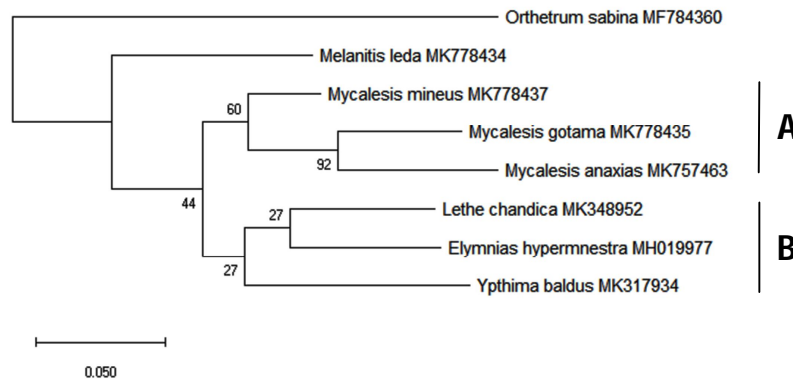 Orthetrum sabina MF784360
Melanitis leda MK778434
Mycalesis mineus MK778437
60
A
Mycalesis gotama MK778435
92
Mycalesis anaxias MK757463
44
Lethe chandica MK348952
27
Elymnias hypermnestra MH019977
B
27
Ypthima baldus MK317934
0.050